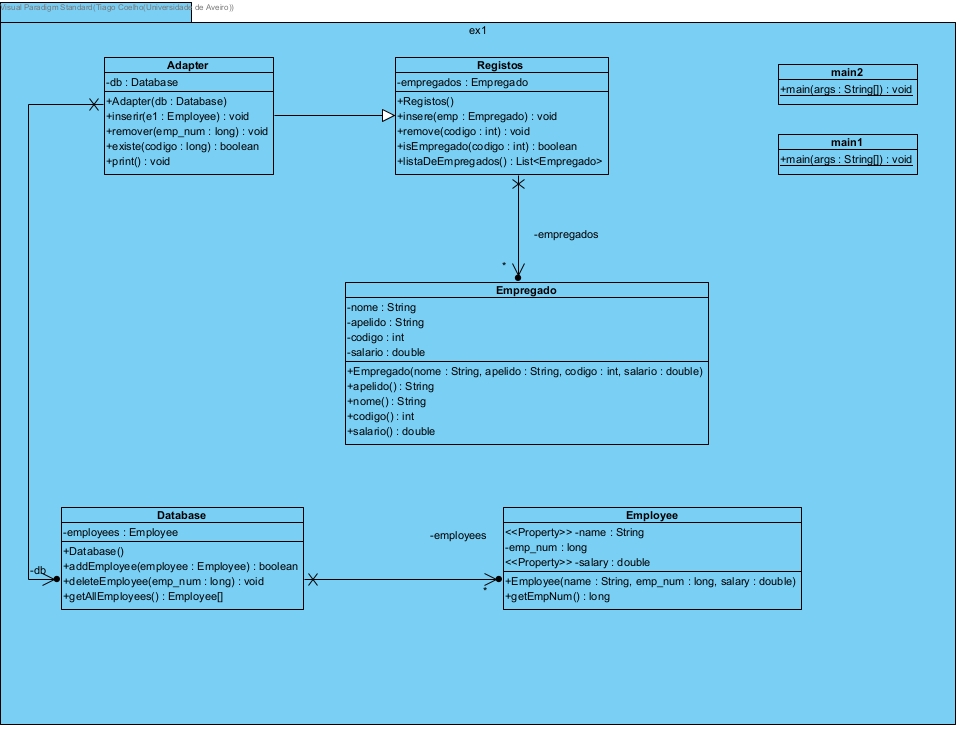 Visual Paradigm Standard(Tiago Coelho(Universidade de Aveiro))
ex1
Adapter
-db : Database
+Adapter(db : Database)
+inserir(e1 : Employee) : void
+remover(emp_num : long) : void
+existe(codigo : long) : boolean
+print() : void
Registos
-empregados : Empregado
+Registos()
+insere(emp : Empregado) : void
+remove(codigo : int) : void
+isEmpregado(codigo : int) : boolean
+listaDeEmpregados() : List<Empregado>
main2
+main(args : String[]) : void
main1
+main(args : String[]) : void
-empregados
*
Empregado
-nome : String
-apelido : String
-codigo : int
-salario : double
+Empregado(nome : String, apelido : String, codigo : int, salario : double)
+apelido() : String
+nome() : String
+codigo() : int
+salario() : double
-db
Database
-employees : Employee
+Database()
+addEmployee(employee : Employee) : boolean
+deleteEmployee(emp_num : long) : void
+getAllEmployees() : Employee[]
-employees
*
Employee
<<Property>> -name : String
-emp_num : long
<<Property>> -salary : double
+Employee(name : String, emp_num : long, salary : double)
+getEmpNum() : long